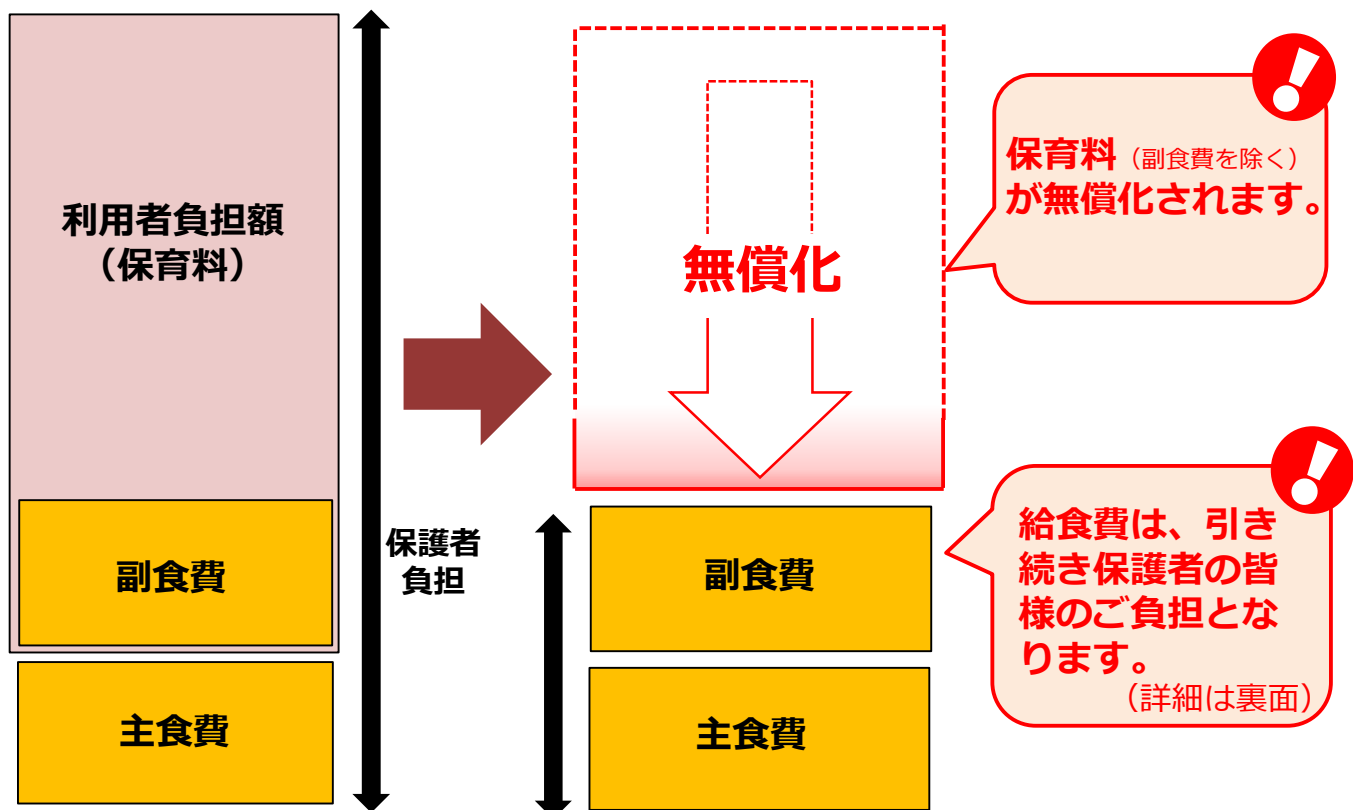 利用者負担額
（保育料）
副食費
主食費
保護者
負担
無償化
副食費
主食費
保育料（副食費を除く）
が無償化されます。
給食費は、引き
続き保護者の皆
様のご負担とな
ります。
（詳細は裏面）